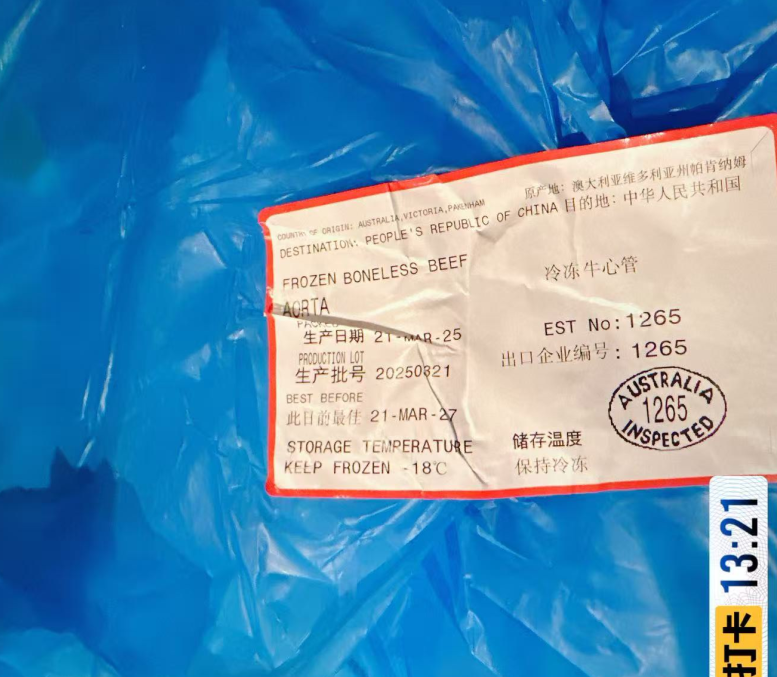 COUNTRY OF ORIGIN: AUSTRALIA,VICTORIA,PAKENHAM
原产地: 澳大利亚维多利亚州帕肯纳姆
DESTINATION: PEOPLE'S REPUBLIC OF CHINA 目的地: 中华人民共和国
FROZEN BONELESS BEEF
冷冻牛心管
AORTA
生产日期 21-MAR-25
EST No:1265
PRODUCTION LOT
出口企业编号: 1265
生产批号 20250321
BEST BEFORE
此日前最佳 21-MAR-27
AUSTRALIA
1265
INSPECTED
STORAGE TEMPERATURE
储存温度
KEEP FROZEN -18℃
保持冷冻
13:21
打卡